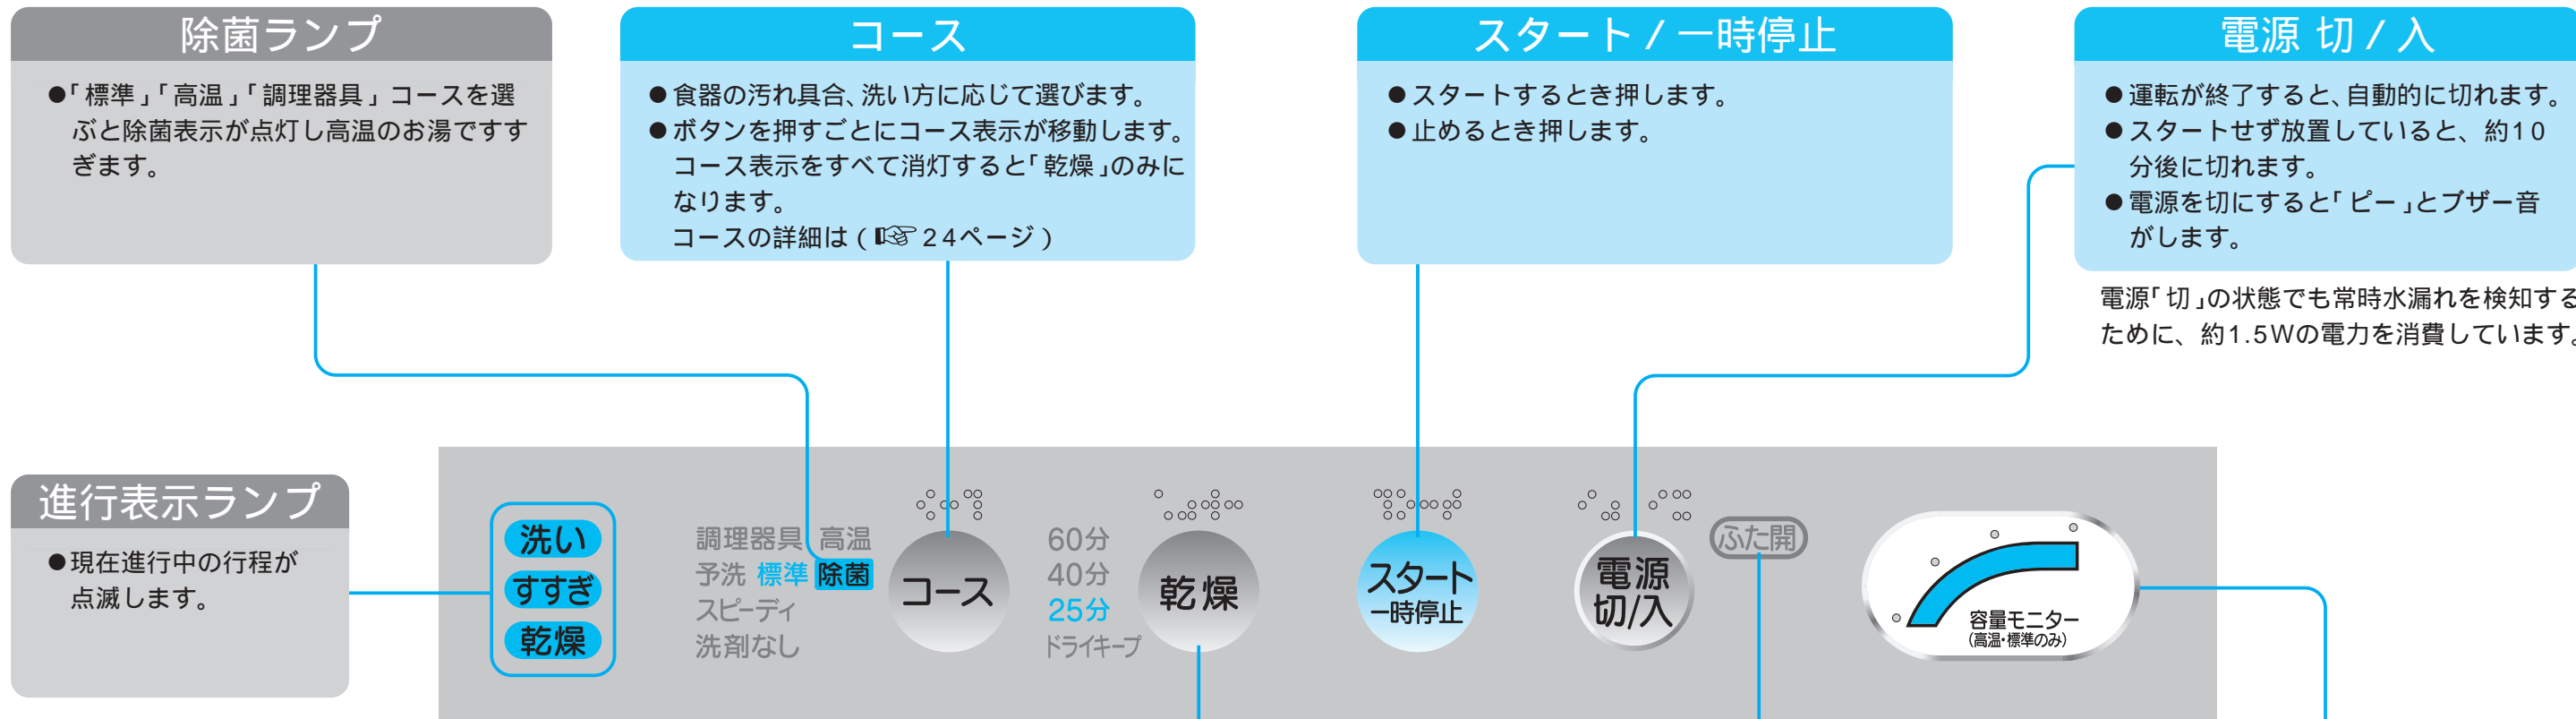 除菌ランプ
●「標準」「高温」「調理器具」コースを選
ぶと除菌表示が点灯し高温のお湯ですす
ぎます。
コース
●食器の汚れ具合、洗い方に応じて選びます。
●ボタンを押すごとにコース表示が移動します。
コース表示をすべて消灯すると「乾燥」のみに
なります。
コースの詳細は(☞24ページ)
スタート/一時停止
●スタートするとき押します。
●止めるとき押します。
電源 切/入
●運転が終了すると、自動的に切れます。
●スタートせず放置していると、約10
分後に切れます。
●電源を切にすると「ピー」とブザー音
がします。
電源「切」の状態でも常時水漏れを検知する
ために、約1.5Wの電力を消費しています。
進行表示ランプ
●現在進行中の行程が
点滅します。
洗い
すすぎ
乾燥
調理器具 高温
予洗 標準 除菌
スピーディ
洗剤なし
コース
60分
40分
25分
ドライキープ
乾燥
スタート
一時停止
電源
切/入
ふた開
容量モニター
(高温・標準のみ)